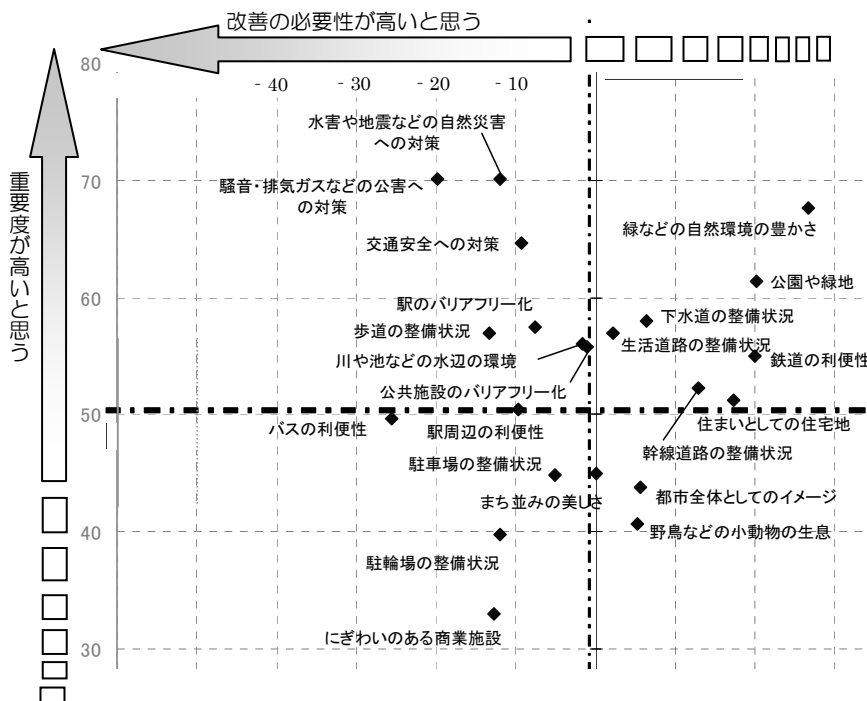 改善の必要性が高いと思う
80
- 40
- 30
- 20
- 10
水害や地震などの自然災害
への対策
重要度が高いと思う
70
騒音・排気ガスなどの公害へ
の対策
緑などの自然環境の豊かさ
交通安全への対策
公園や緑地
60
駅のバリアフリー化
下水道の整備状況
歩道の整備状況
生活道路の整備状況
川や池などの水辺の環境
鉄道の利便性
公共施設のバリアフリー化
50
バスの利便性
駅周辺の利便性
住まいとしての住宅地
幹線道路の整備状況
駐車場の整備状況
まち並みの美しさ
都市全体としてのイメージ
40
野鳥などの小動物の生息
駐輪場の整備状況
にぎわいのある商業施設
30